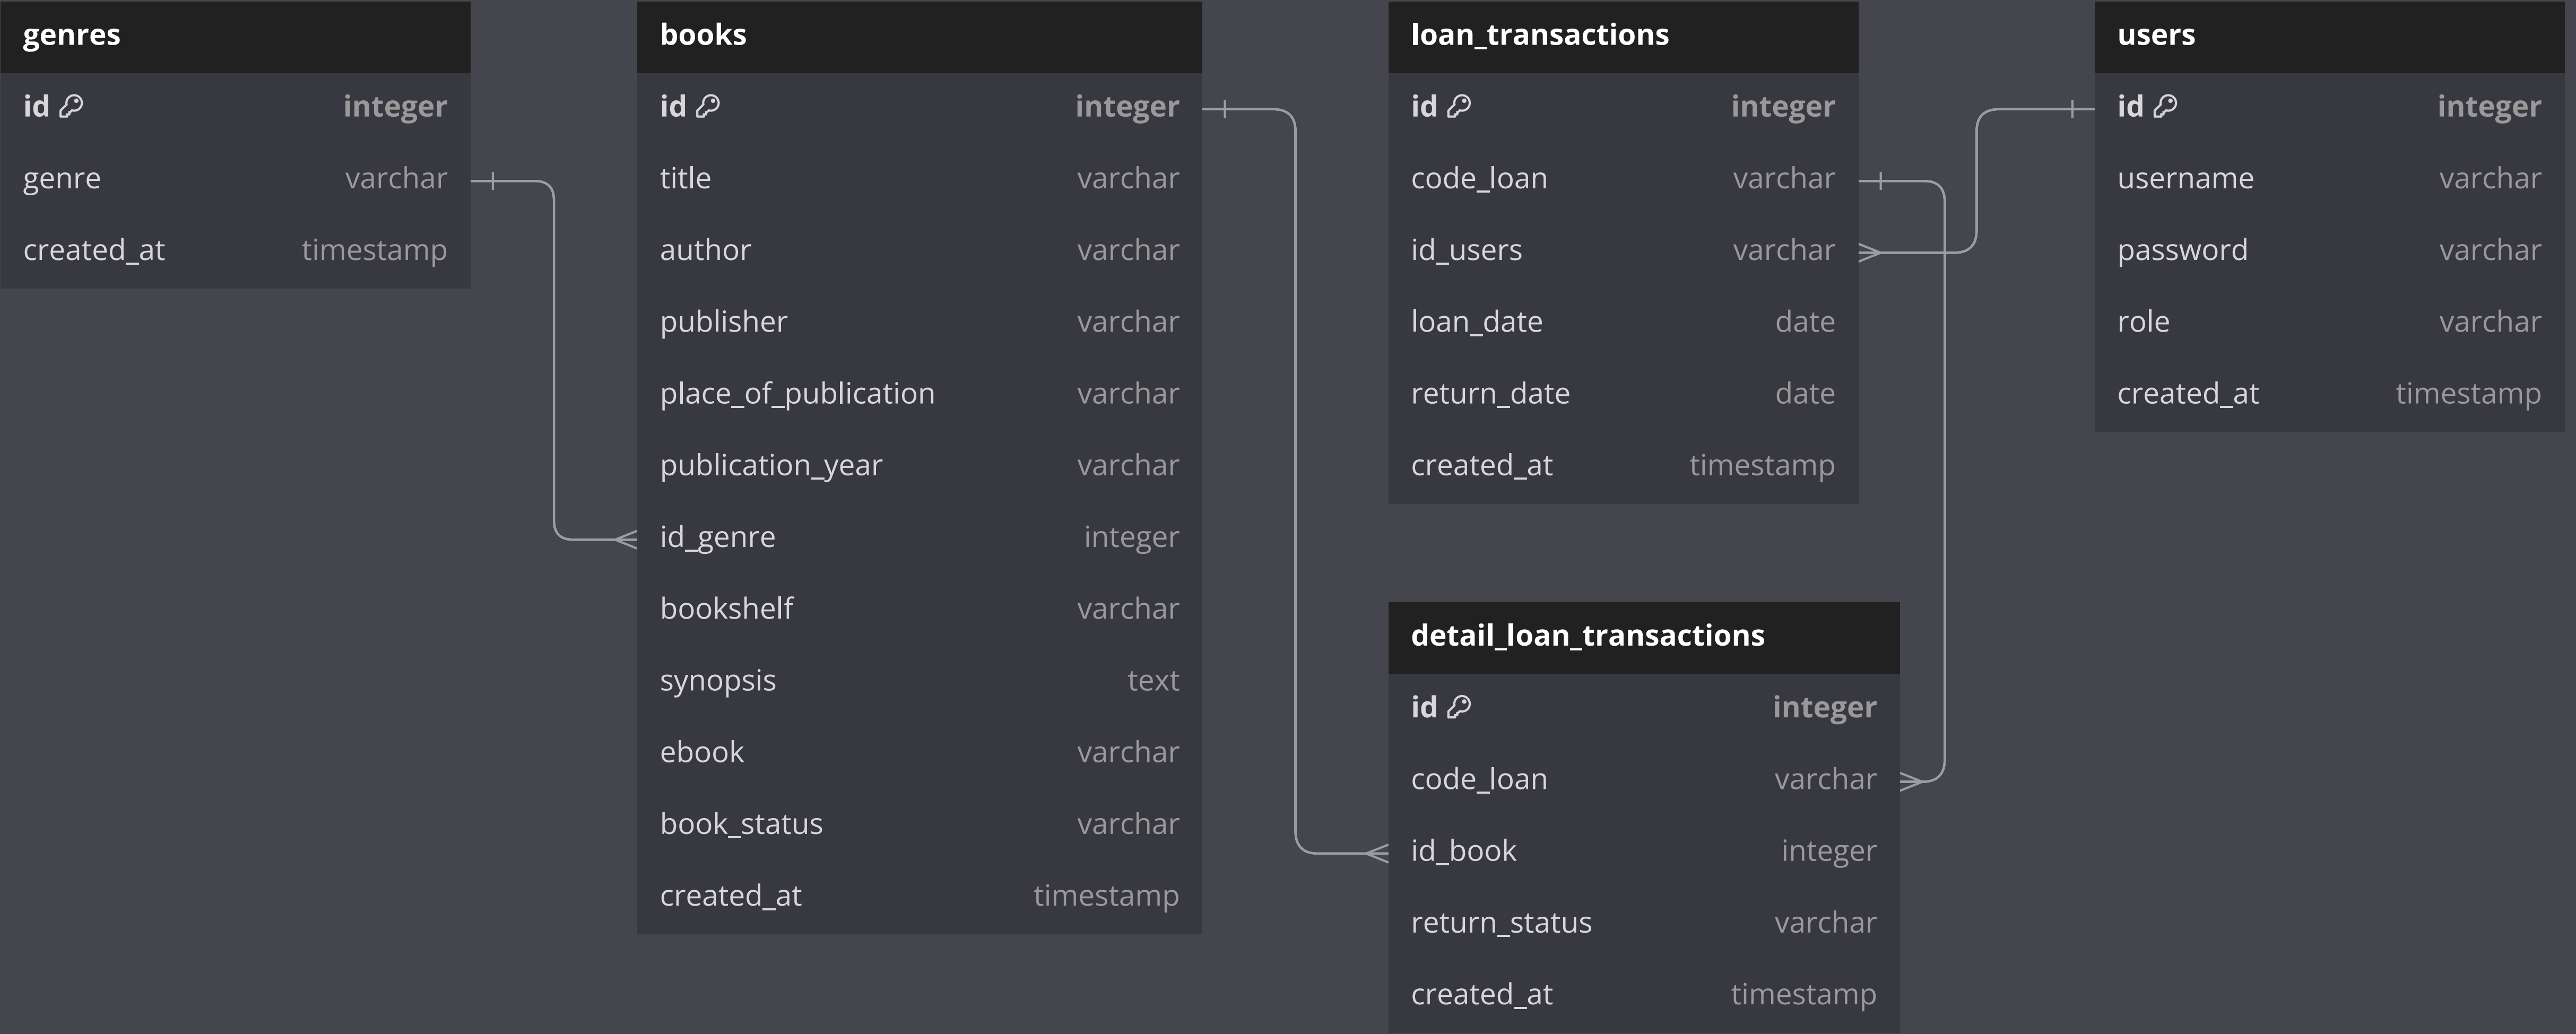 genres
id integer
genre varchar
created_at timestamp
books
id integer
title varchar
author varchar
publisher varchar
place_of_publication varchar
publication_year varchar
id_genre integer
bookshelf varchar
synopsis text
ebook varchar
book_status varchar
created_at timestamp
loan_transactions
id integer
code_loan varchar
id_users varchar
loan_date date
return_date date
created_at timestamp
detail_loan_transactions
id integer
code_loan varchar
id_book integer
return_status varchar
created_at timestamp
users
id integer
username varchar
password varchar
role varchar
created_at timestamp